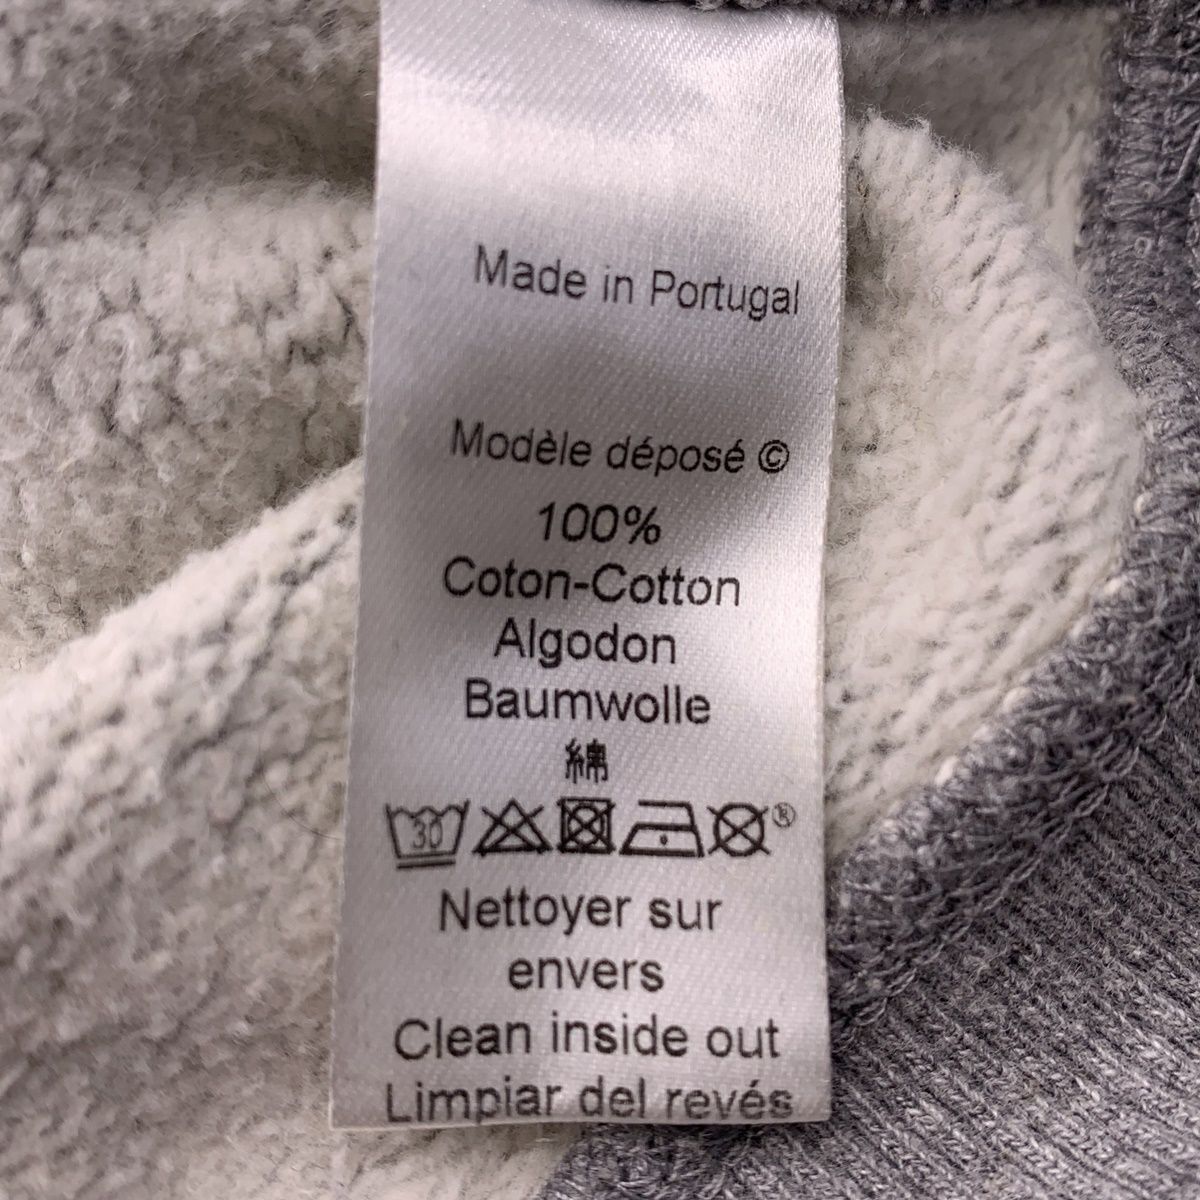 Made in Portugal
Modèle déposé ©
100%
Coton-Cotton
Algodon
Baumwolle
綿
30 ®
Nettoyer sur
envers
Clean inside out
Limpiar del revés